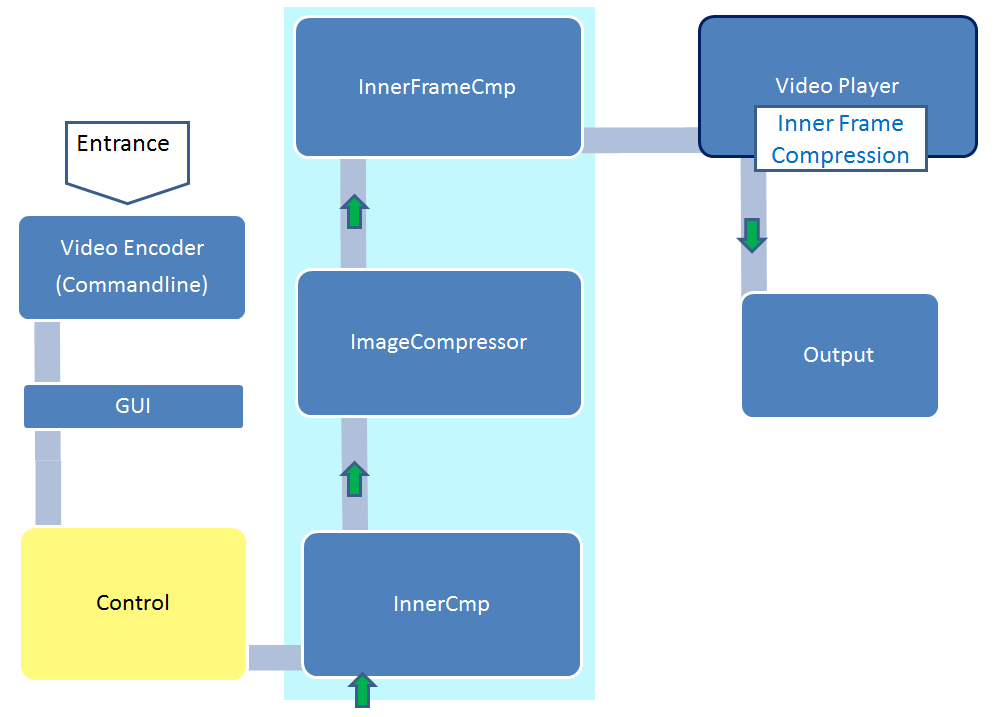 Entrance
Video Encoder
(Commandline)
GUI
Control
InnerFrameCmp
ImageCompressor
InnerCmp
Video Player
Inner Frame
Compression
Output